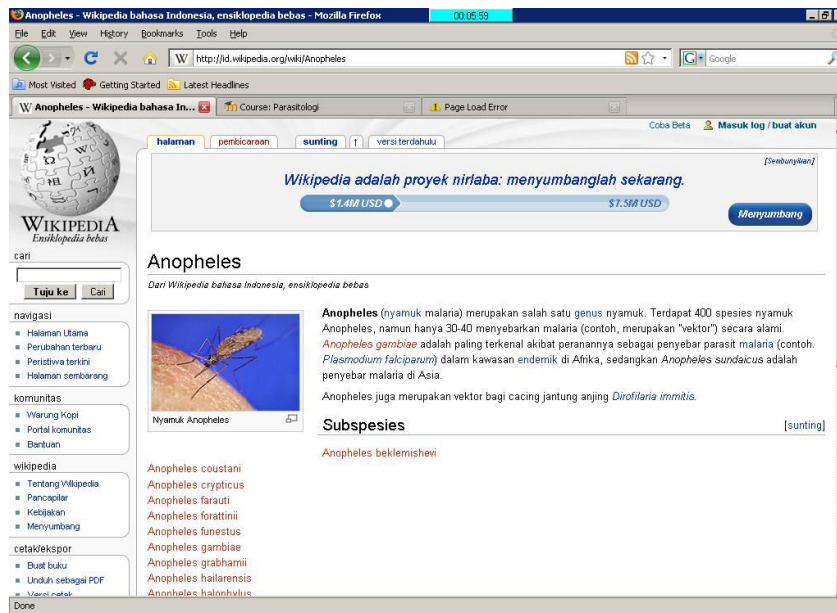 Anopheles - Wikipedia bahasa Indonesia, ensiklopedia bebas - Mozilla Firefox
00:05:59
File Edit View History Bookmarks Tools Help
W http://id.wikipedia.org/wiki/Anopheles
G Google
Most Visited Getting Started Latest Headlines
W Anopheles - Wikipedia bahasa In...
Course: Parasitologi
Page Load Error
Coba Beta Masuk log / buat akun
halaman pembicaraan sunting ↑ versi terdahulu
[Sembunyikan]
Wikipedia adalah proyek nirlaba: menyumbanglah sekarang.
$1.4M USD $7.5M USD
Menyumbang
WIKIPEDIA
Ensiklopedia bebas
cari
Tuju ke Cari
navigasi
Halaman Utama
Perubahan terbaru
Peristiwa terkini
Halaman sembarang
komunitas
Warung Kopi
Portal komunitas
Bantuan
wikipedia
Tentang Wikipedia
Pancapilar
Kebijakan
Menyumbang
cetak/ekspor
Buat buku
Unduh sebagai PDF
Versi cetak
Anopheles
Dari Wikipedia bahasa Indonesia, ensiklopedia bebas
Nyamuk Anopheles
Anopheles (nyamuk malaria) merupakan salah satu genus nyamuk. Terdapat 400 spesies nyamuk
Anopheles, namun hanya 30-40 menyebarkan malaria (contoh, merupakan "vektor") secara alami.
Anopheles gambiae adalah paling terkenal akibat peranannya sebagai penyebar parasit malaria (contoh.
Plasmodium falciparum) dalam kawasan endemik di Afrika, sedangkan Anopheles sundaicus adalah
penyebar malaria di Asia.
Anopheles juga merupakan vektor bagi cacing jantung anjing Dirofilaria immitis.
Subspesies [sunting]
Anopheles beklemishevi
Anopheles coustani
Anopheles crypticus
Anopheles farauti
Anopheles forattinii
Anopheles funestus
Anopheles gambiae
Anopheles grabhamii
Anopheles hailarensis
Anopheles halophylus
Done